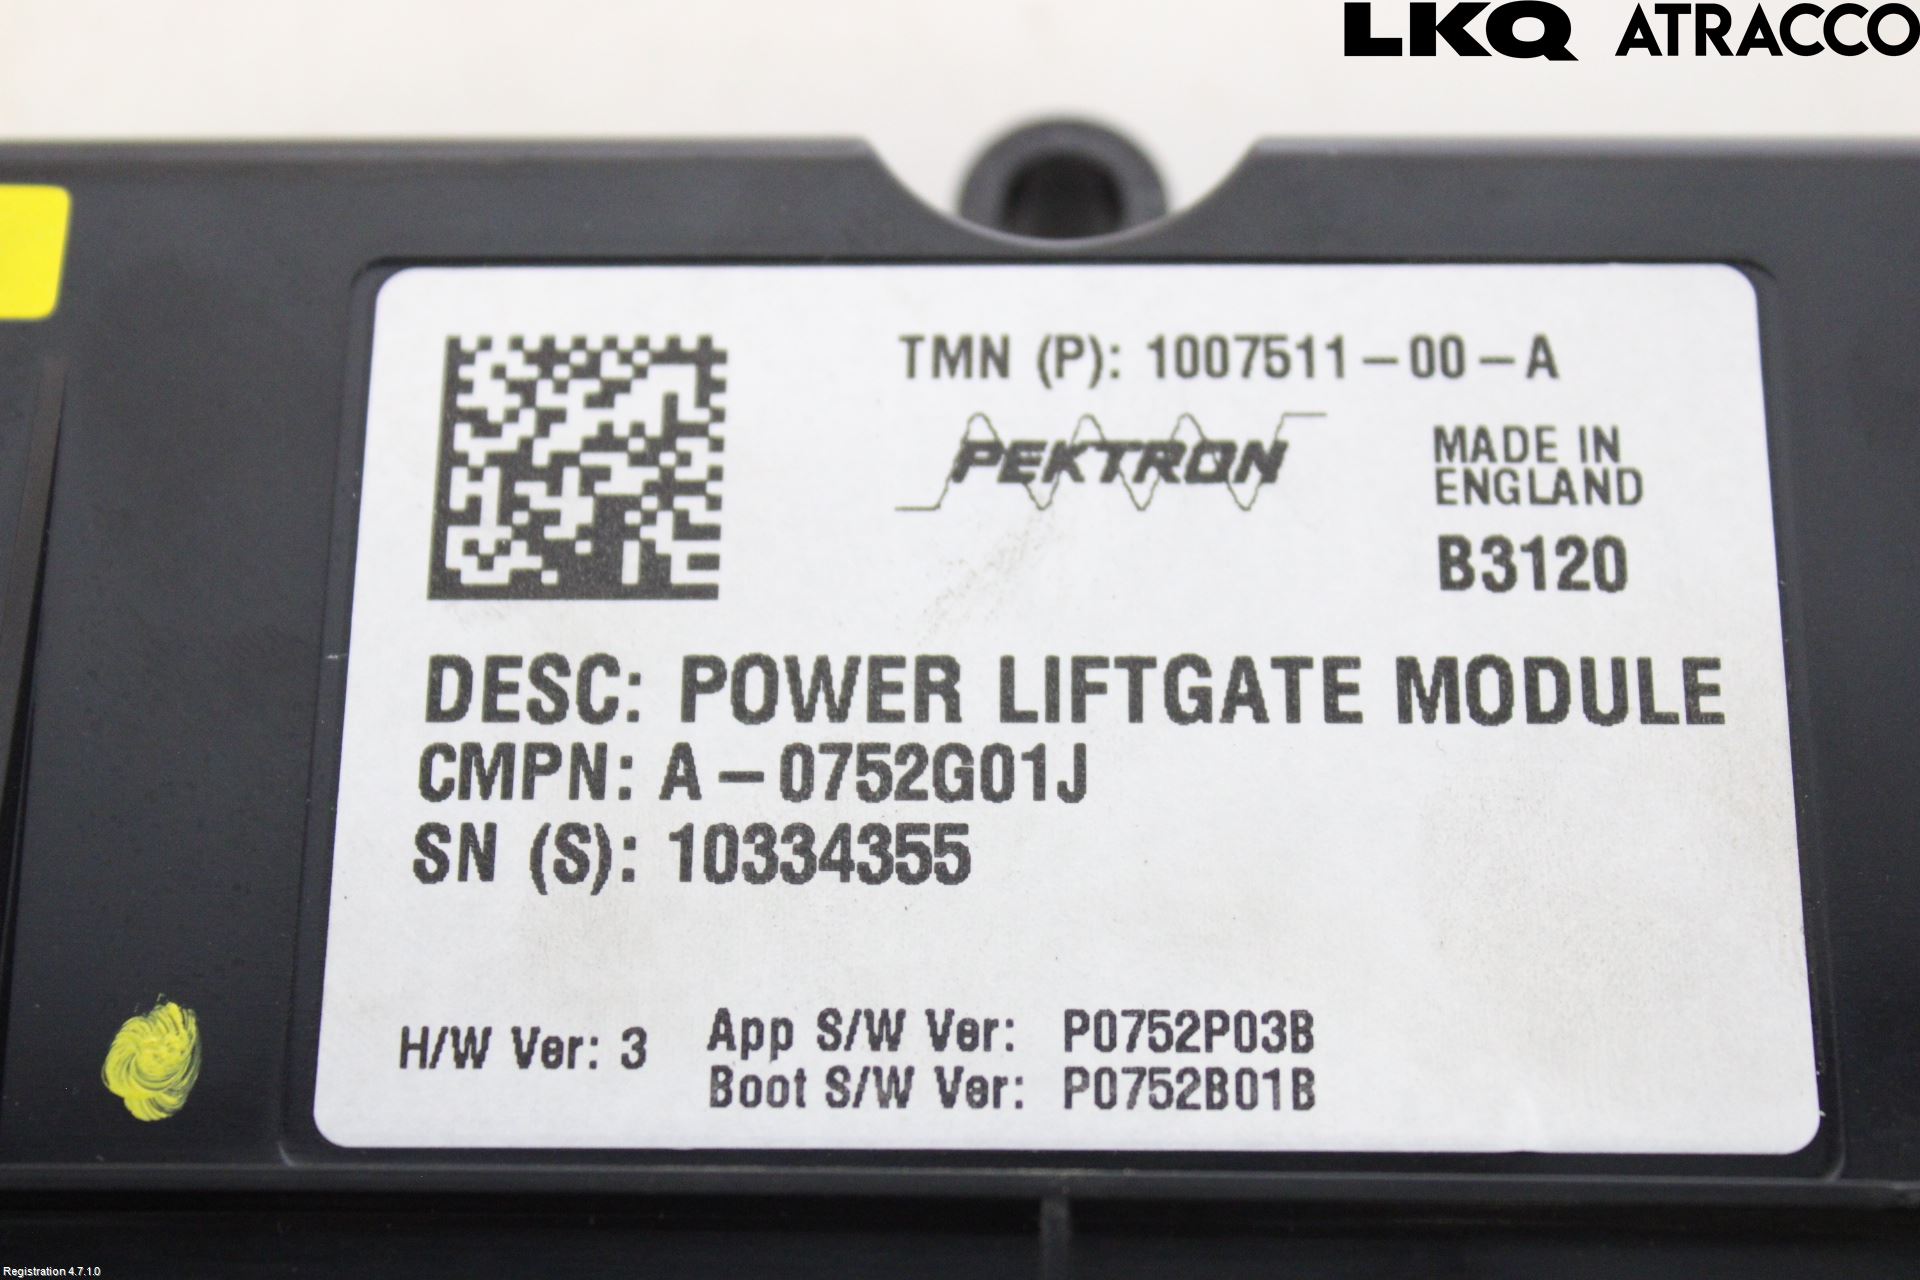 LKQ ATRACCO
TMN (P): 1007511-00-A
PEKTRON
MADE IN
ENGLAND
B3120
DESC: POWER LIFTGATE MODULE
CMPN: A-0752G01J
SN (S): 10334355
H/W Ver: 3
App S/W Ver: P0752P03B
Boot S/W Ver: P0752B01B
Registration 4.7.1.0